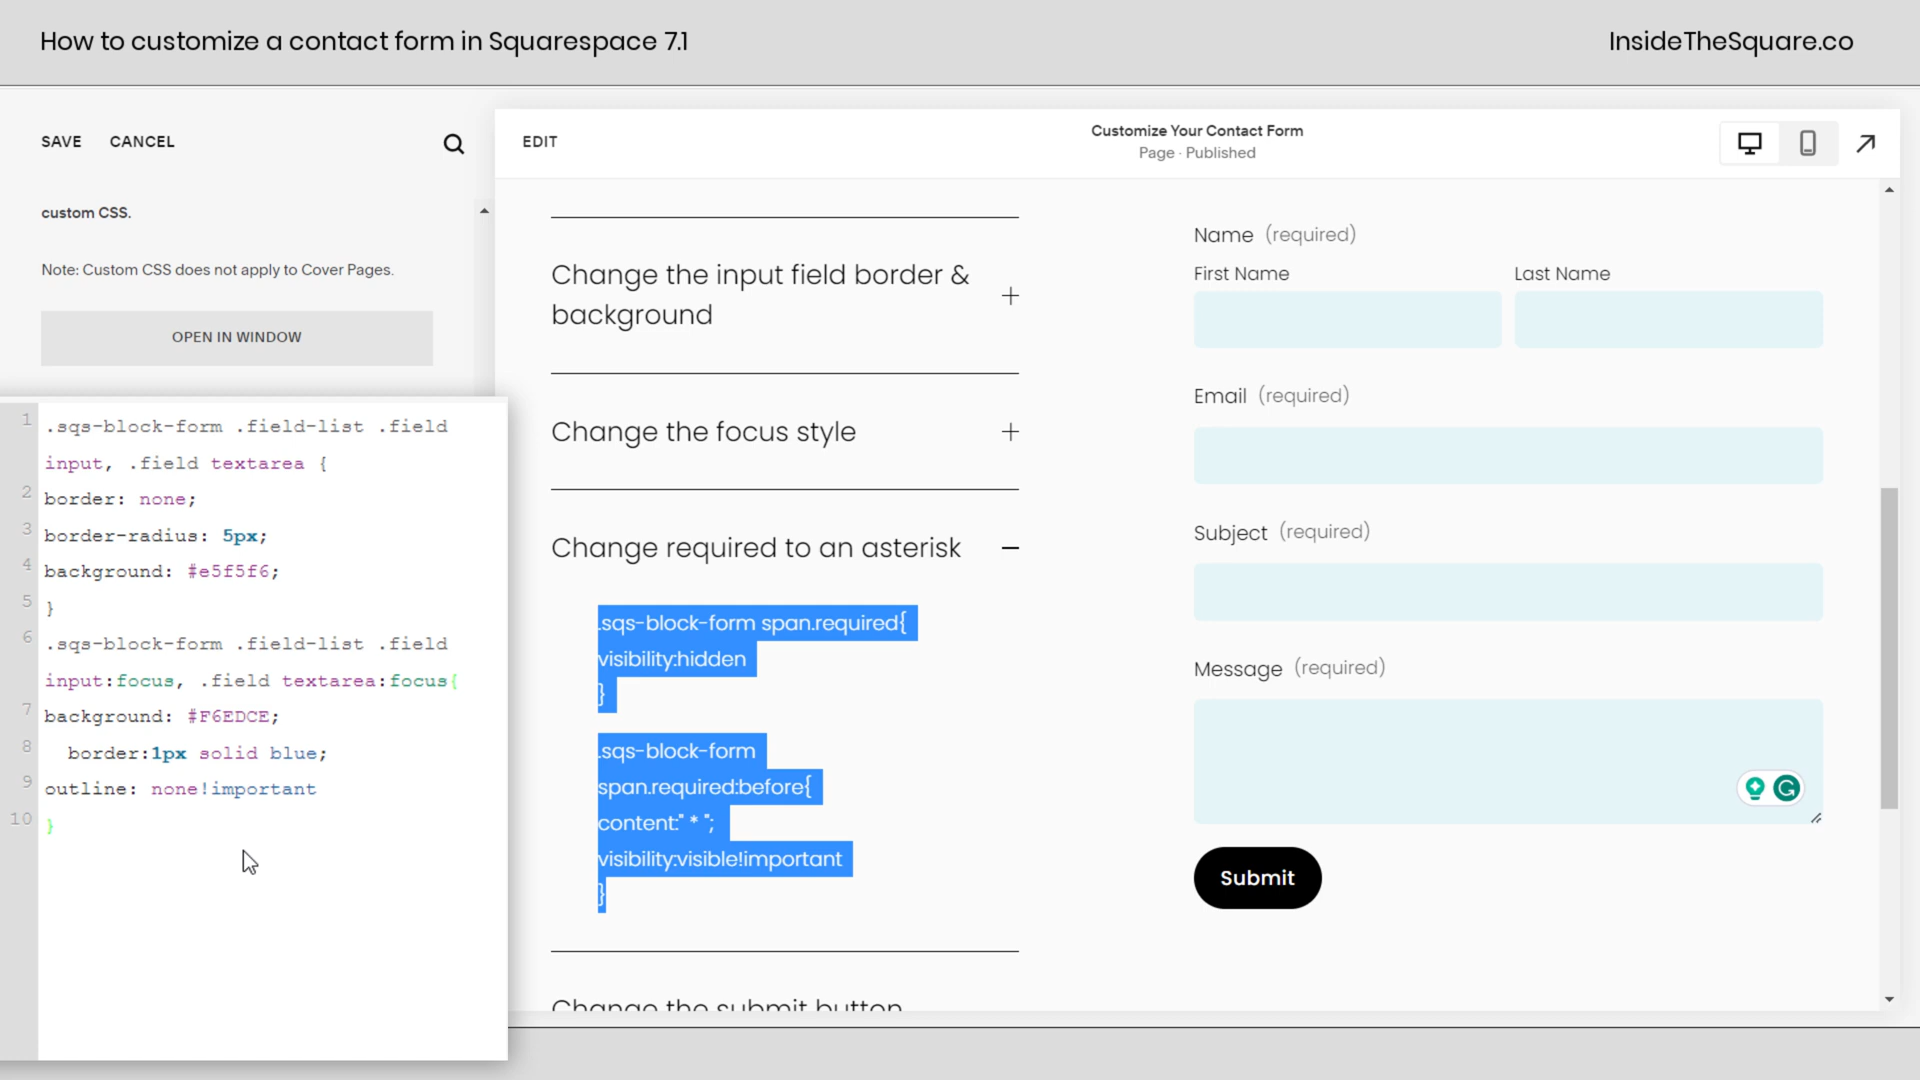 How to customize a contact form in Squarespace 7.1
InsideTheSquare.co
SAVE CANCEL
custom CSS.
Note: Custom CSS does not apply to Cover Pages.
OPEN IN WINDOW
1 .sqs-block-form .field-list .field
input, .field textarea {
2 border: none;
3 border-radius: 5px;
4 background: #e5f5f6;
5 }
6 .sqs-block-form .field-list .field
input:focus, .field textarea:focus{
7 background: #F6EDCE;
8 border:1px solid blue;
9 outline: none!important
10 }
EDIT
Customize Your Contact Form
Page · Published
Change the input field border &
background
+
Change the focus style
+
Change required to an asterisk
−
.sqs-block-form span.required{
visibility:hidden
}
.sqs-block-form
span.required:before{
content:" * ";
visibility:visible!important
}
Change the submit button
Name (required)
First Name
Last Name
Email (required)
Subject (required)
Message (required)
Submit